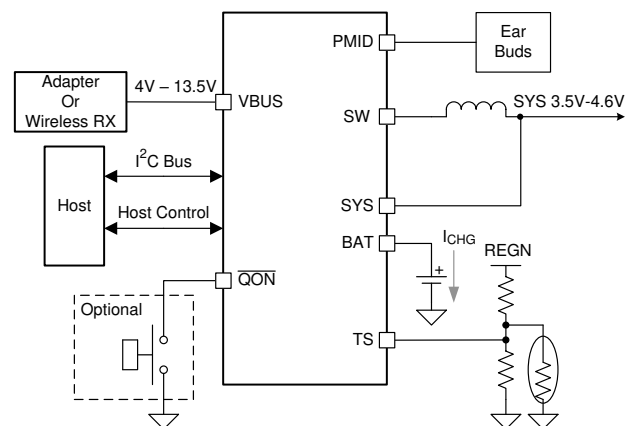 PMID
Ear
Buds
Adapter
Or
Wireless RX
4V – 13.5V
VBUS
SW
SYS 3.5V-4.6V
I²C Bus
Host
Host Control
SYS
BAT
I_CHG
+
REGN
QON
Optional
TS